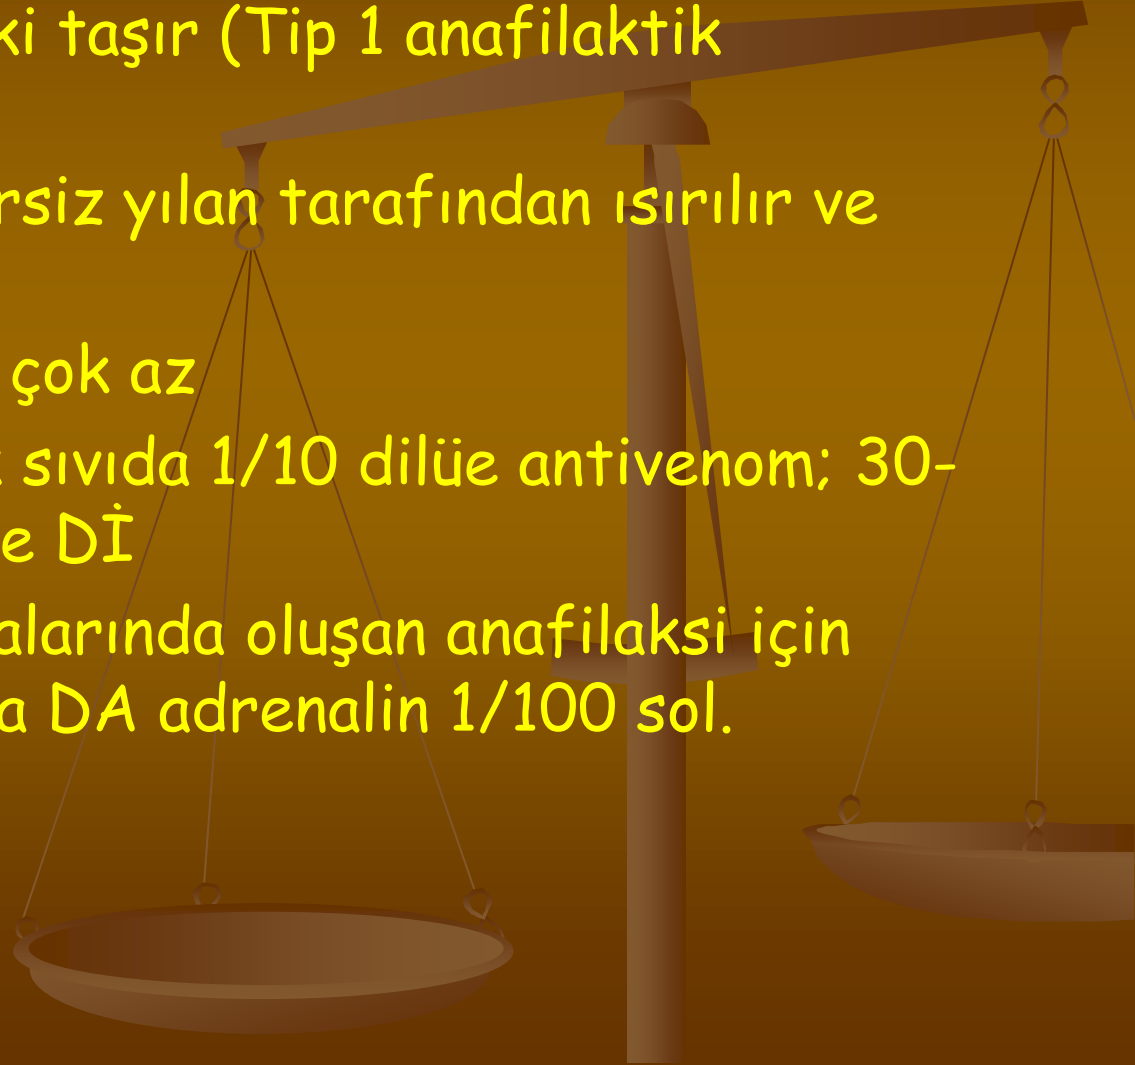 ki taşır (Tip 1 anafilaktik
rsiz yılan tarafından ısırılır ve
çok az
sıvıda 1/10 dilüe antivenom; 30-
e Dİ
alarında oluşan anafilaksi için
a DA adrenalin 1/100 sol.